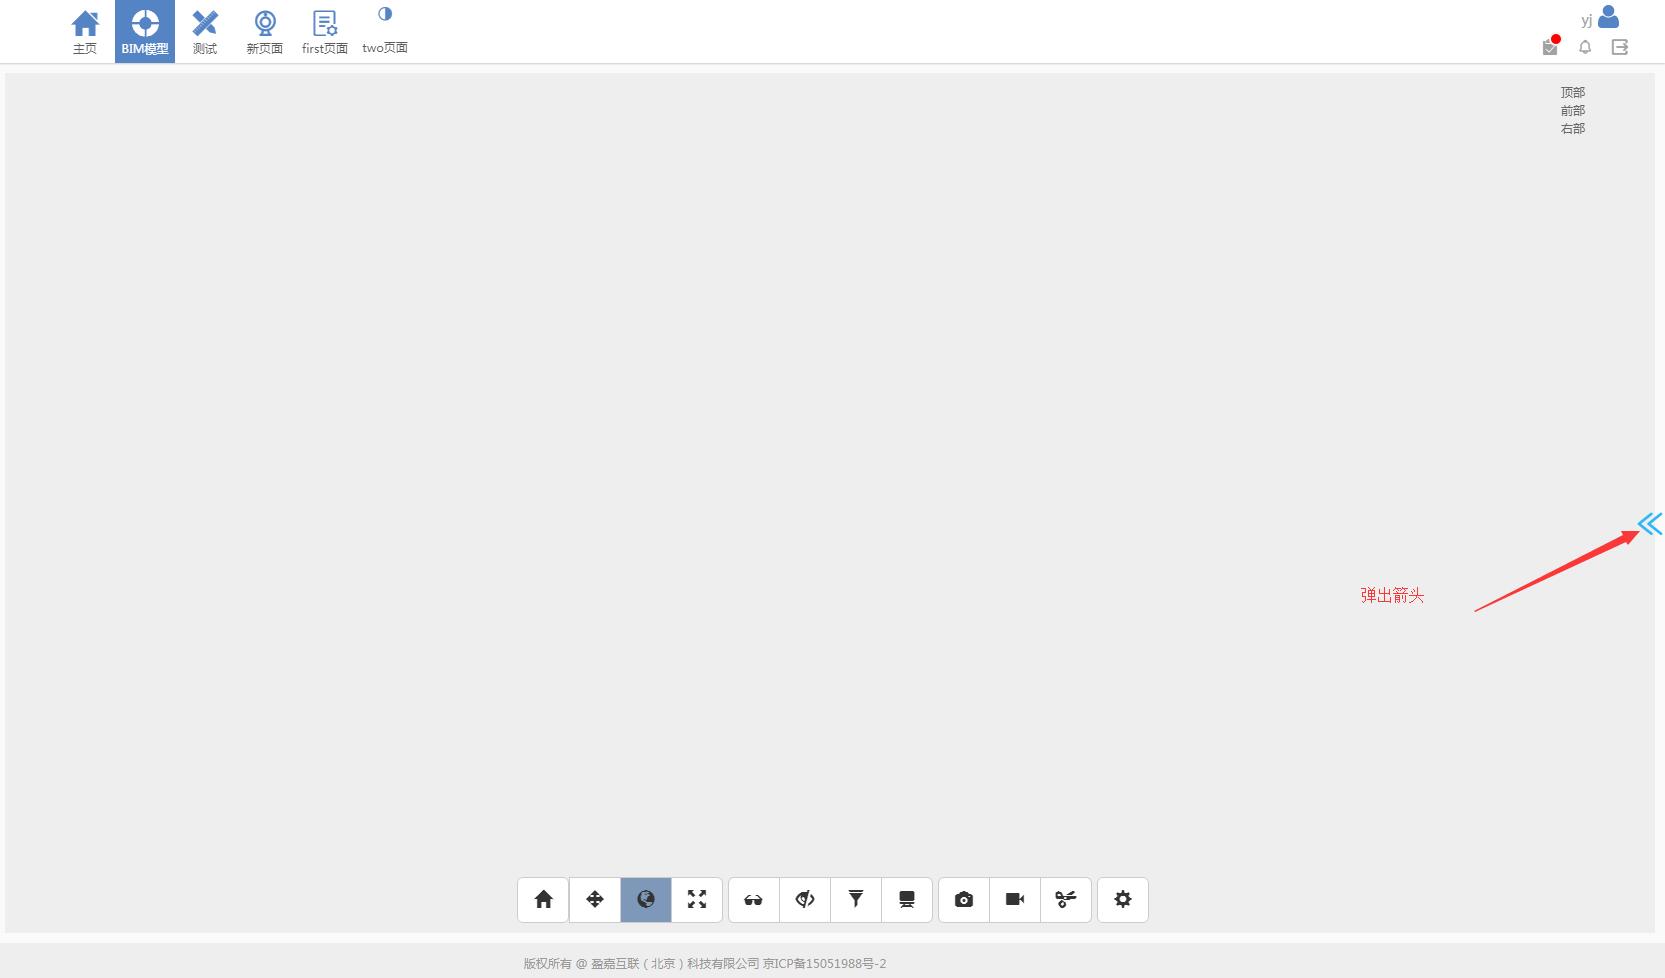 主页
BIM模型
测试
新页面
first页面
two页面
yj
顶部
前部
右部
弹出箭头
版权所有 @ 盈嘉互联（北京）科技有限公司 京ICP备15051988号-2